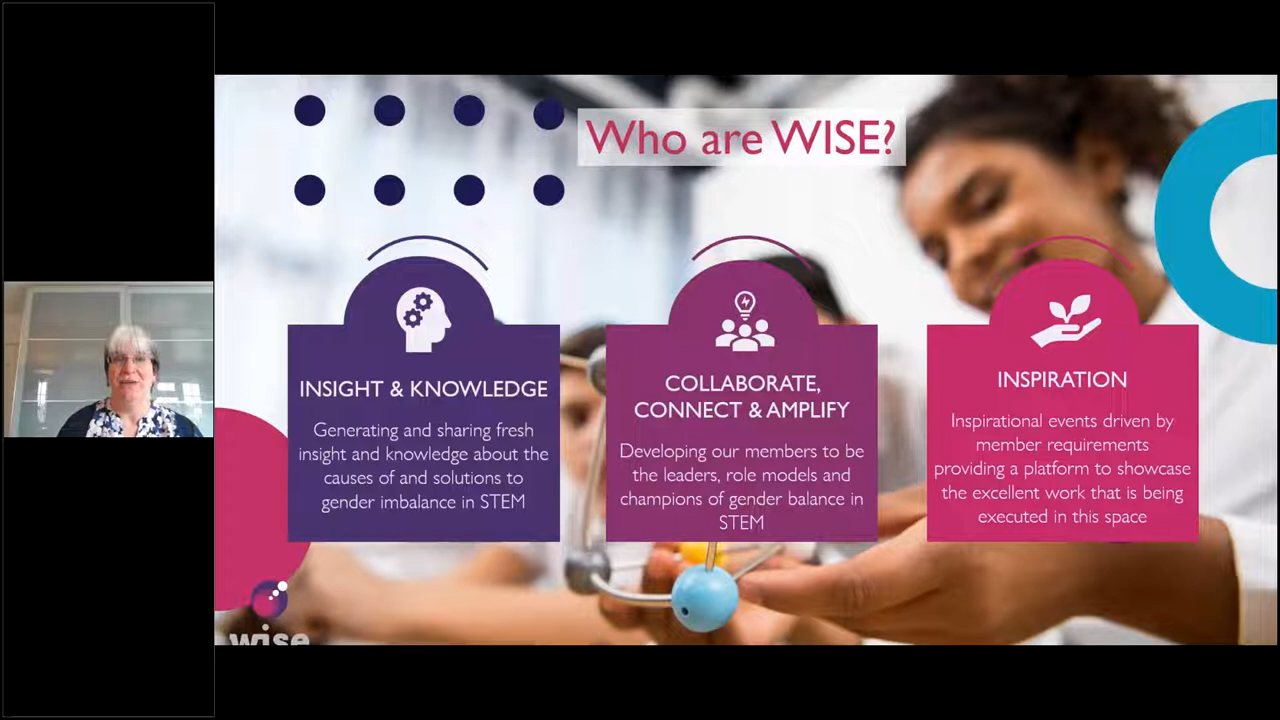 Who are WISE?
INSIGHT & KNOWLEDGE
Generating and sharing fresh
insight and knowledge about the
causes of and solutions to
gender imbalance in STEM
COLLABORATE,
CONNECT & AMPLIFY
Developing our members to be
the leaders, role models and
champions of gender balance in
STEM
INSPIRATION
Inspirational events driven by
member requirements
providing a platform to showcase
the excellent work that is being
executed in this space
wise